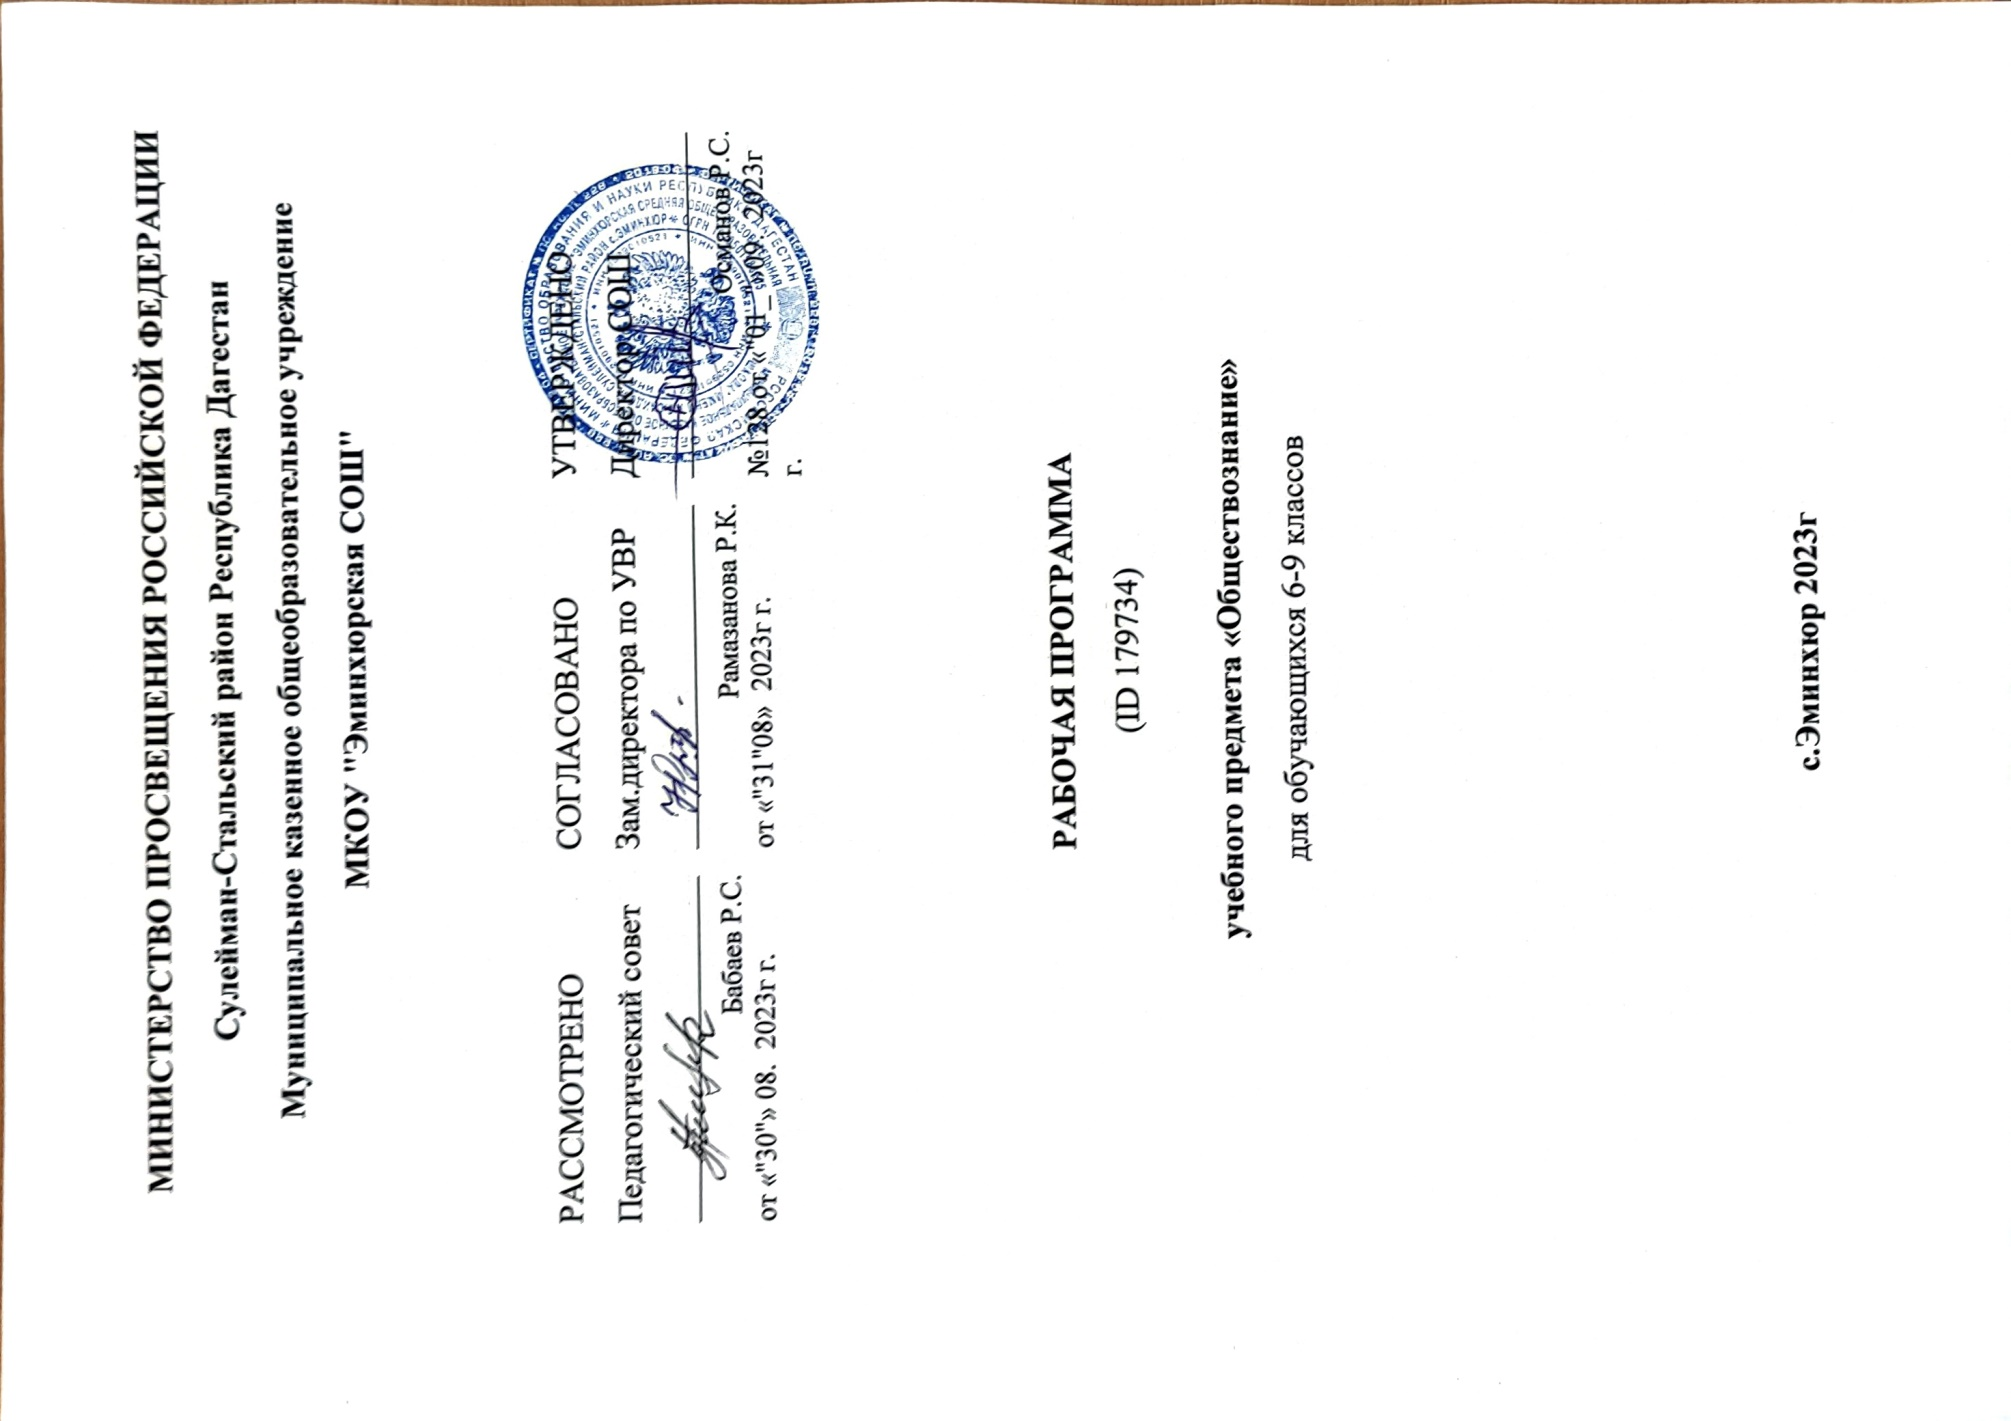 МИНИСТЕРСТВО ПРОСВЕЩЕНИЯ РОССИЙСКОЙ ФЕДЕРАЦИИ
Сулейман-Стальский район Республика Дагестан
Муниципальное казенное общеобразовательное учреждение
МКОУ "Эминхюрская СОШ"
РАССМОТРЕНО
Педагогический совет
Бабаев Р.С.
от «"30"» 08. 2023г г.
СОГЛАСОВАНО
Зам.директора по УВР
Рамазанова Р.К.
от «"31"08» 2023г г.
УТВЕРЖДЕНО
Директор СОШ
Османов Р.С.
№128 от « "01_ 09. 2023г
г.
РАБОЧАЯ ПРОГРАММА
(ID 179734)
учебного предмета «Обществознание»
для обучающихся 6-9 классов
с.Эминхюр 2023г